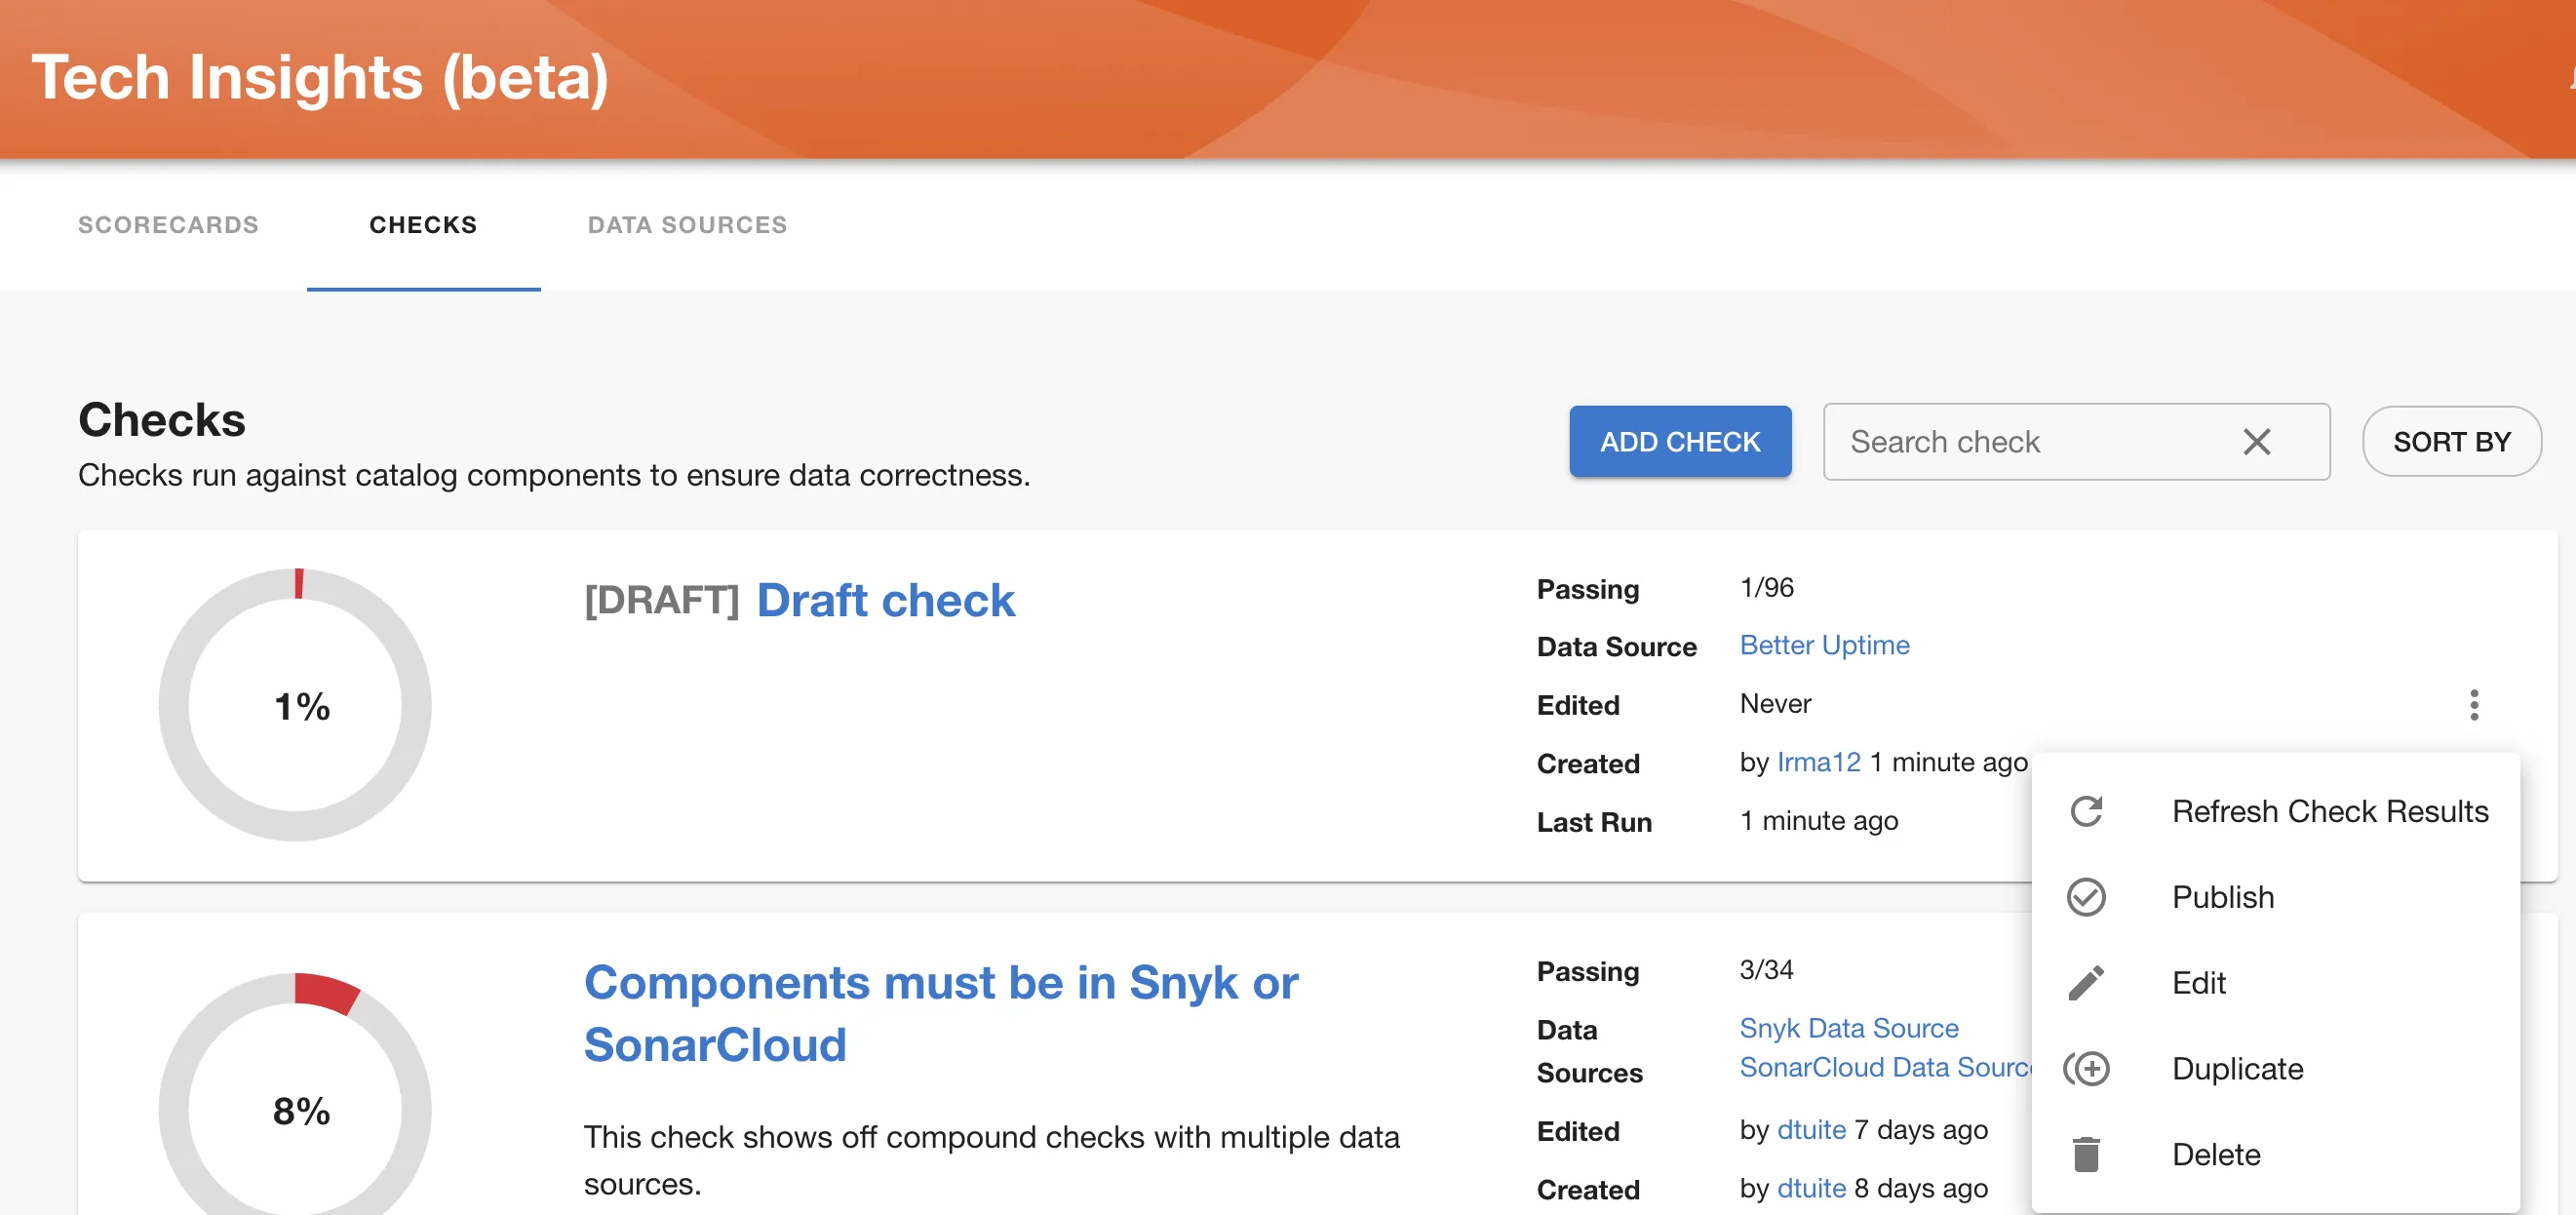 Tech Insights (beta)
SCORECARDS CHECKS DATA SOURCES
Checks
Checks run against catalog components to ensure data correctness.
ADD CHECK
Search check
SORT BY
1%
[DRAFT] Draft check
Passing 1/96
Data Source Better Uptime
Edited Never
Created by Irma12 1 minute ago
Last Run 1 minute ago
Refresh Check Results
Publish
Edit
Duplicate
Delete
8%
Components must be in Snyk or
SonarCloud
This check shows off compound checks with multiple data
sources.
Passing 3/34
Data Snyk Data Source
Sources SonarCloud Data Sourc
Edited by dtuite 7 days ago
Created by dtuite 8 days ago